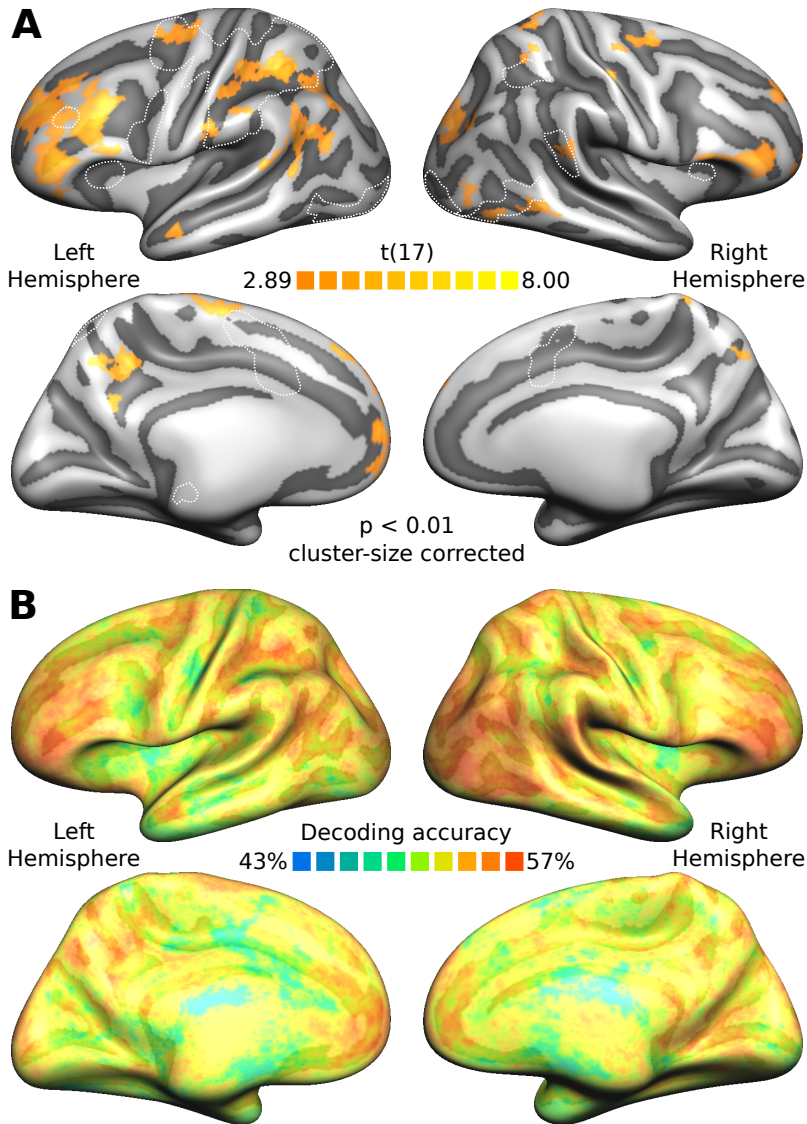 A
Left
Hemisphere
t(17)
2.89 8.00
Right
Hemisphere
p < 0.01
cluster-size corrected
B
Left
Hemisphere
Decoding accuracy
43% 57%
Right
Hemisphere